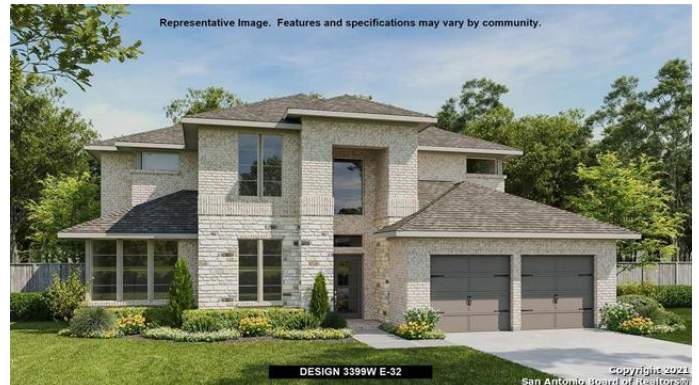 Representative Image. Features and specifications may vary by community.
DESIGN 3399W E-32
Copyright 2021
San Antonio Board of Realtors